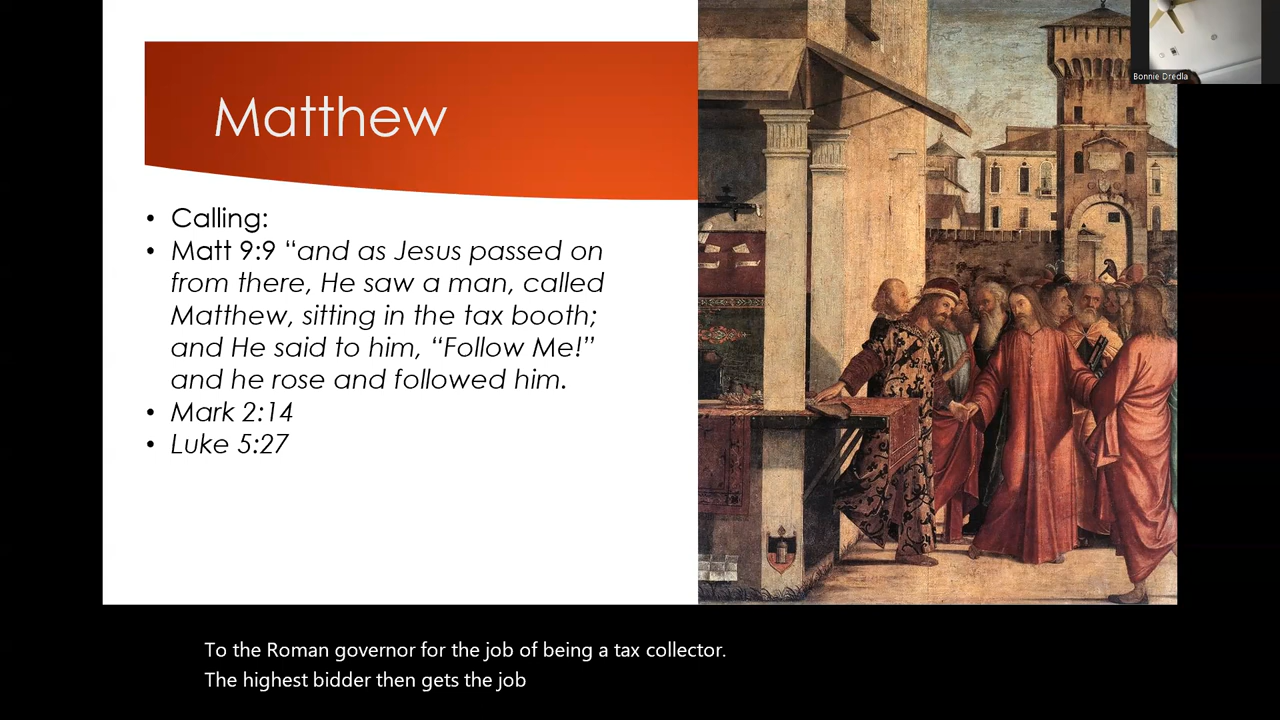 Matthew
Bonnie Dredla
• Calling:
• Matt 9:9 “and as Jesus passed on
from there, He saw a man, called
Matthew, sitting in the tax booth;
and He said to him, “Follow Me!”
and he rose and followed him.
• Mark 2:14
• Luke 5:27
To the Roman governor for the job of being a tax collector.
The highest bidder then gets the job